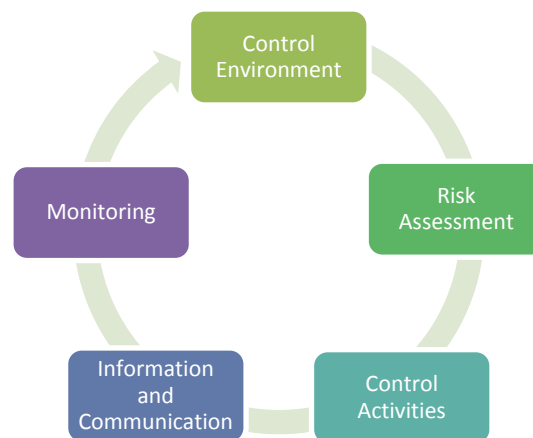 Control
Environment
Risk
Assessment
Control
Activities
Information
and
Communication
Monitoring